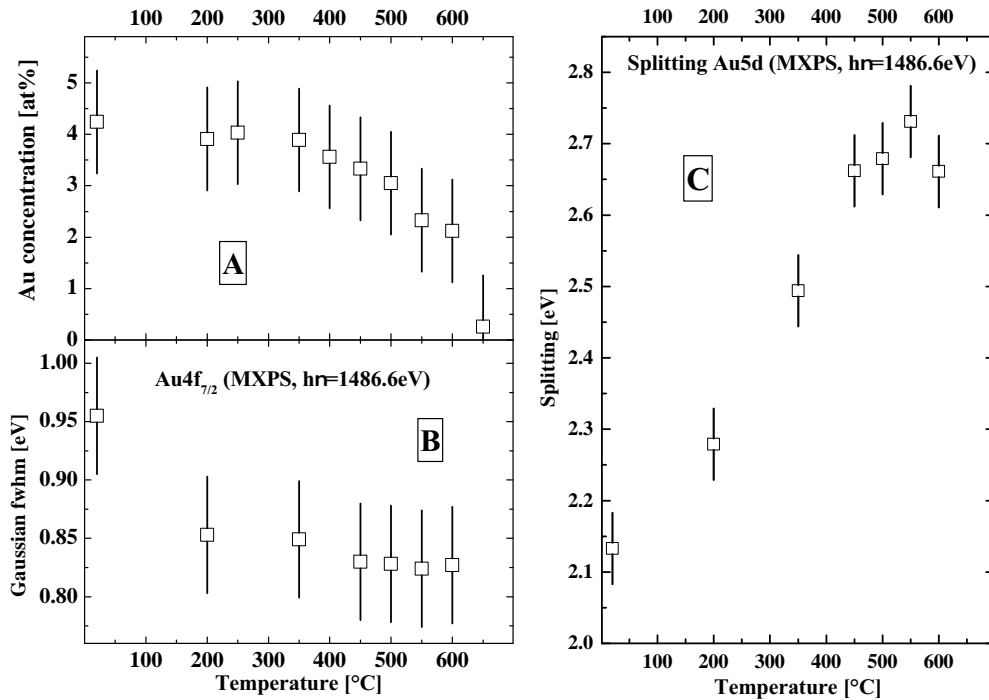 100 200 300 400 500 600
Au concentration [at%]
5
4
3
2
1
0
A
Gaussian fwhm [eV]
1.00
0.95
0.90
0.85
0.80
Au4f7/2 (MXPS, hn=1486.6eV)
B
100 200 300 400 500 600
Temperature [°C]
100 200 300 400 500 600
Splitting Au5d (MXPS, hn=1486.6eV)
C
Splitting [eV]
2.8
2.7
2.6
2.5
2.4
2.3
2.2
2.1
2.0
100 200 300 400 500 600
Temperature [°C]